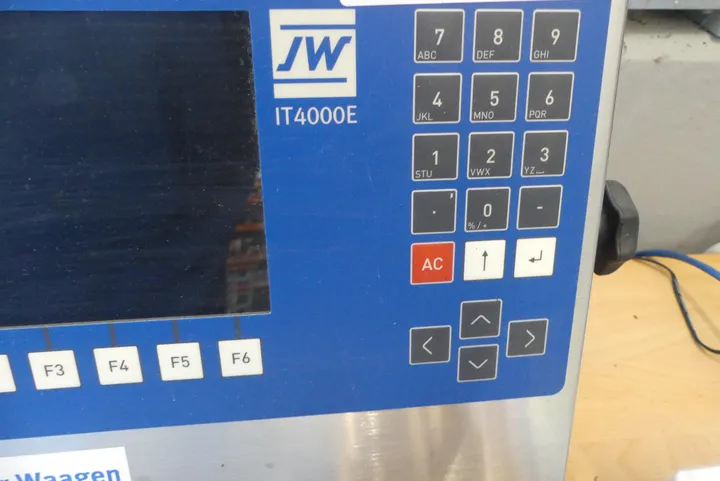 JW
IT4000E
7 8 9
ABC DEF GHI
4 5 6
JKL MNO PQR
1 2 3
STU VWX YZ_
. ' 0 -
%/+
AC ↑ ↵
< ^ >
v
F3 F4 F5 F6
Waagen